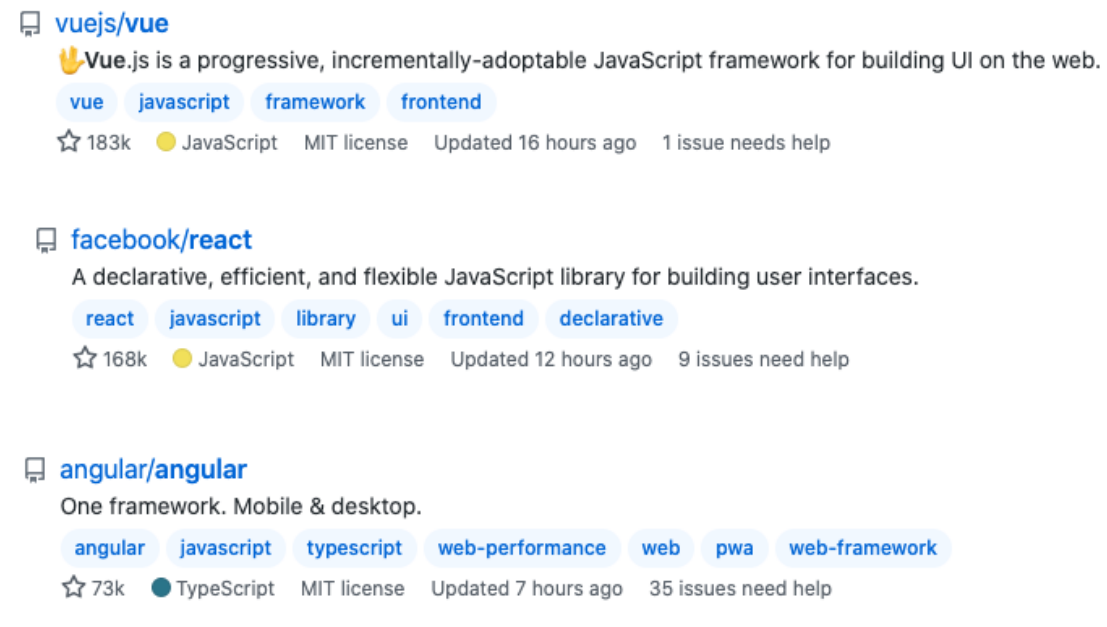 vuejs/vue
🖖Vue.js is a progressive, incrementally-adoptable JavaScript framework for building UI on the web.
vue javascript framework frontend
183k JavaScript MIT license Updated 16 hours ago 1 issue needs help
facebook/react
A declarative, efficient, and flexible JavaScript library for building user interfaces.
react javascript library ui frontend declarative
168k JavaScript MIT license Updated 12 hours ago 9 issues need help
angular/angular
One framework. Mobile & desktop.
angular javascript typescript web-performance web pwa web-framework
73k TypeScript MIT license Updated 7 hours ago 35 issues need help